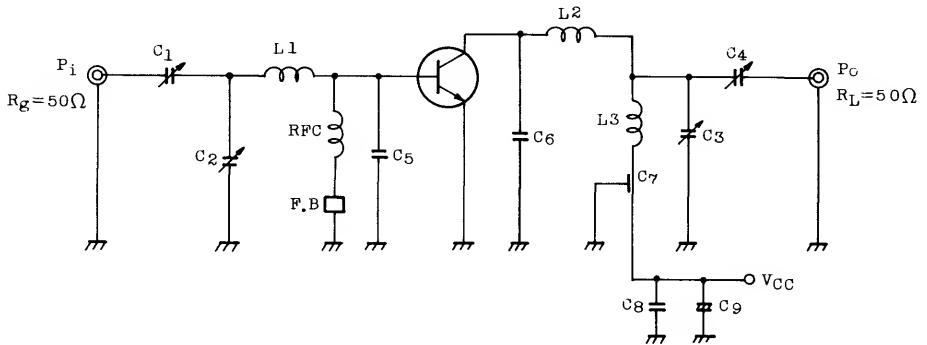 Pi
Rg=50Ω
C1
C2
L1
RFC
F.B
C5
C6
L2
L3
C7
C3
C4
Po
RL=50Ω
C8
C9
VCC